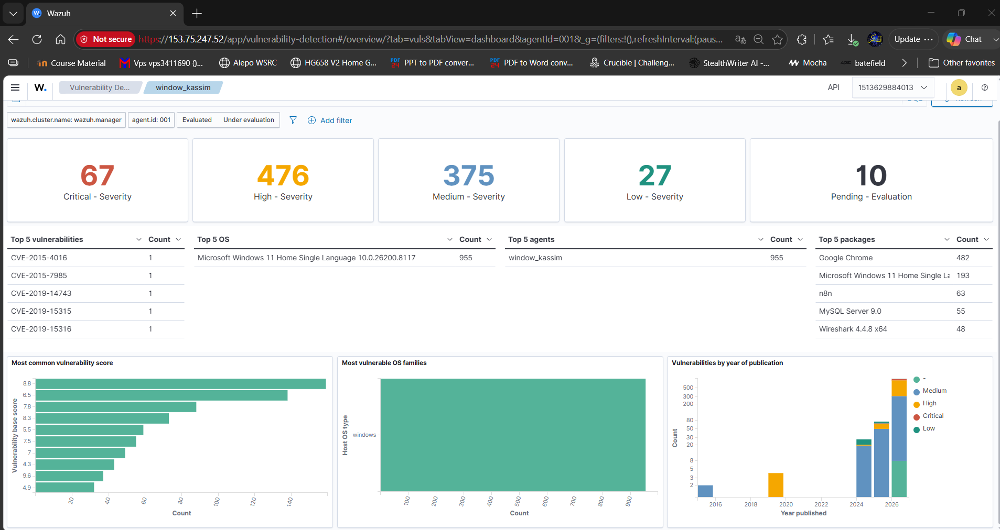 Wazuh
Not secure https://153.75.247.52/app/vulnerability-detection#/overview/?tab=vuls&tabView=dashboard&agentId=001&_g=(filters:!(),refreshInterval:(paus... Update Chat
Course Material Vps vps3411690 ()... Alepo WSRC HG658 V2 Home G... PPT to PDF conver... PDF to Word conv... Crucible | Challeng... StealthWriter AI -... Mocha batefield Other favorites
W. Vulnerability De... window_kassim API 1513629884013 a
wazuh.cluster.name: wazuh.manager agent.id: 001 Evaluated Under evaluation Add filter
67 476 375 27 10
Critical - Severity High - Severity Medium - Severity Low - Severity Pending - Evaluation
Top 5 vulnerabilities Count
CVE-2015-4016 1
CVE-2015-7985 1
CVE-2019-14743 1
CVE-2019-15315 1
CVE-2019-15316 1
Top 5 OS Count
Microsoft Windows 11 Home Single Language 10.0.26200.8117 955
Top 5 agents Count
window_kassim 955
Top 5 packages Count
Google Chrome 482
Microsoft Windows 11 Home Single La 193
n8n 63
MySQL Server 9.0 55
Wireshark 4.4.8 x64 48
Most common vulnerability score
Vulnerability base score
8.8
6.5
7.8
8.3
5.5
7.5
7
4.3
9.6
4.9
20 40 60 80 100 120 140
Count
Most vulnerable OS families
Host OS type
windows
100 200 300 400 500 600 700 800 900
Count
Vulnerabilities by year of publication
Count
500
300
200
80
50
30
20
8
5
3
2
2016 2018 2020 2022 2024 2026
Year published
-
Medium
High
Critical
Low